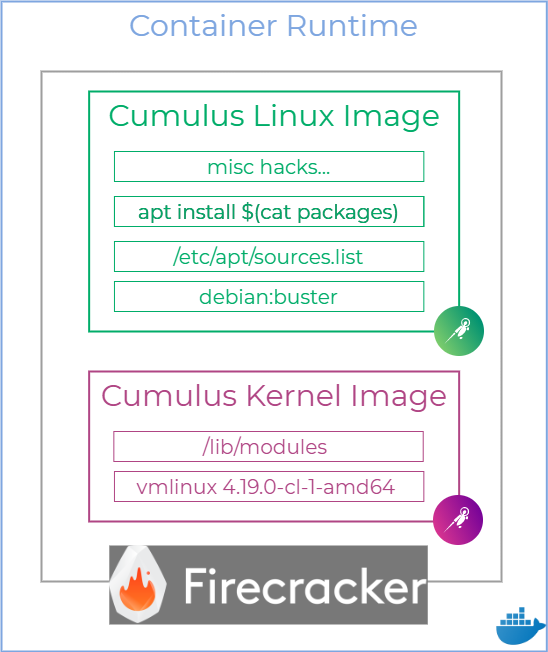 Container Runtime
Cumulus Linux Image
misc hacks...
apt install $(cat packages)
/etc/apt/sources.list
debian:buster
Cumulus Kernel Image
/lib/modules
vmlinux 4.19.0-cl-1-amd64
Firecracker